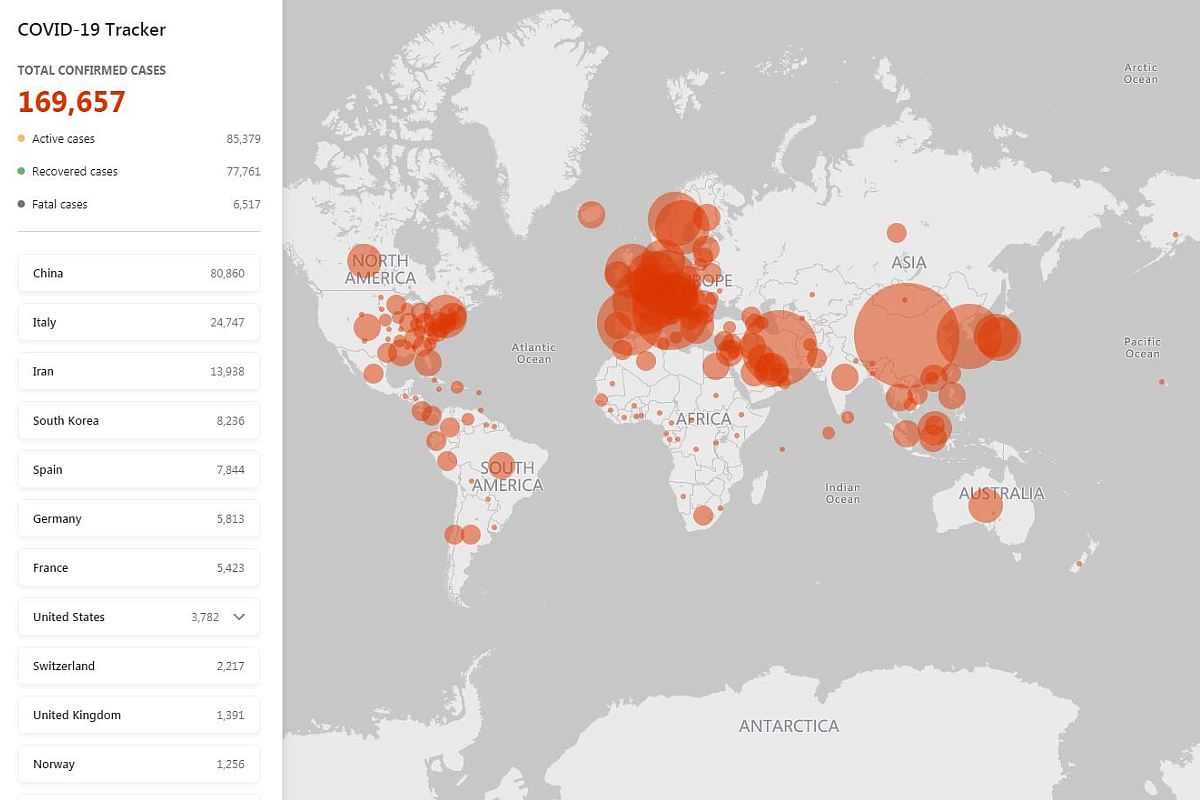 COVID-19 Tracker
TOTAL CONFIRMED CASES
169,657
Active cases 85,379
Recovered cases 77,761
Fatal cases 6,517
China 80,860
Italy 24,747
Iran 13,938
South Korea 8,236
Spain 7,844
Germany 5,813
France 5,423
United States 3,782
Switzerland 2,217
United Kingdom 1,391
Norway 1,256
Arctic
Ocean
NORTH
AMERICA
ROPE
ASIA
Atlantic
Ocean
Pacific
Ocean
AFRICA
SOUTH
AMERICA
Indian
Ocean
AUSTRALIA
ANTARCTICA